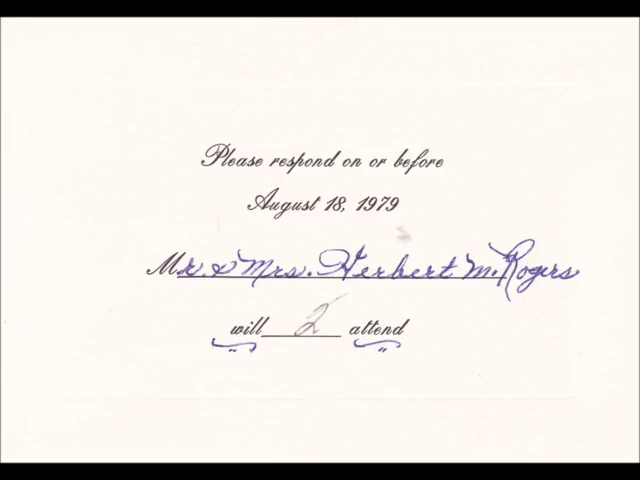 Please respond on or before
August 18, 1979
Mr. & Mrs. Herbert M. Rogers
will 2 attend